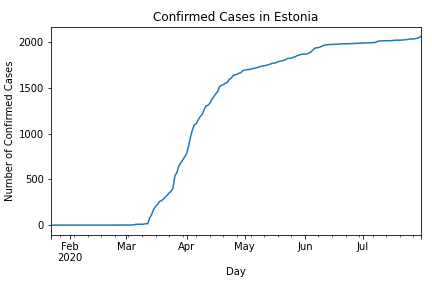 Confirmed Cases in Estonia
Number of Confirmed Cases
2000
1500
1000
500
0
Feb Mar Apr May Jun Jul
2020
Day